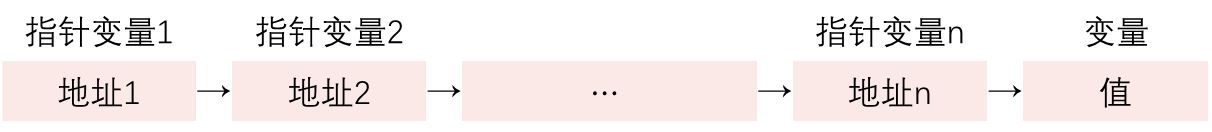 指针变量1 指针变量2 指针变量n 变量
地址1 → 地址2 → … → 地址n → 值